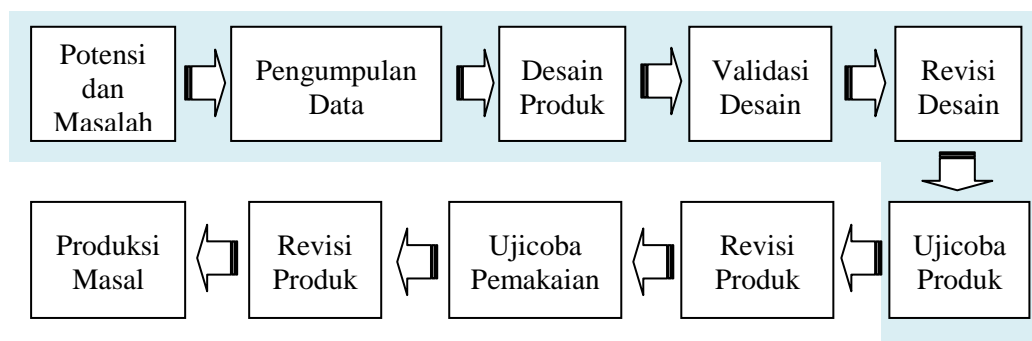 Potensi
dan
Masalah
Pengumpulan
Data
Desain
Produk
Validasi
Desain
Revisi
Desain
Ujicoba
Produk
Revisi
Produk
Ujicoba
Pemakaian
Revisi
Produk
Produksi
Masal